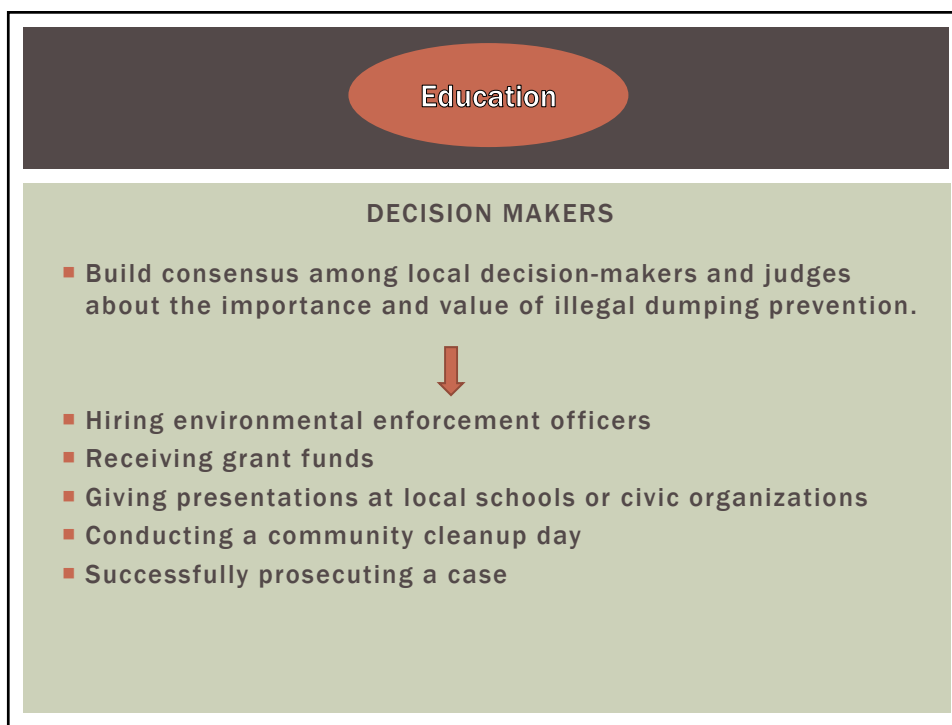 Education
DECISION MAKERS
Build consensus among local decision-makers and judges
about the importance and value of illegal dumping prevention.
Hiring environmental enforcement officers
Receiving grant funds
Giving presentations at local schools or civic organizations
Conducting a community cleanup day
Successfully prosecuting a case